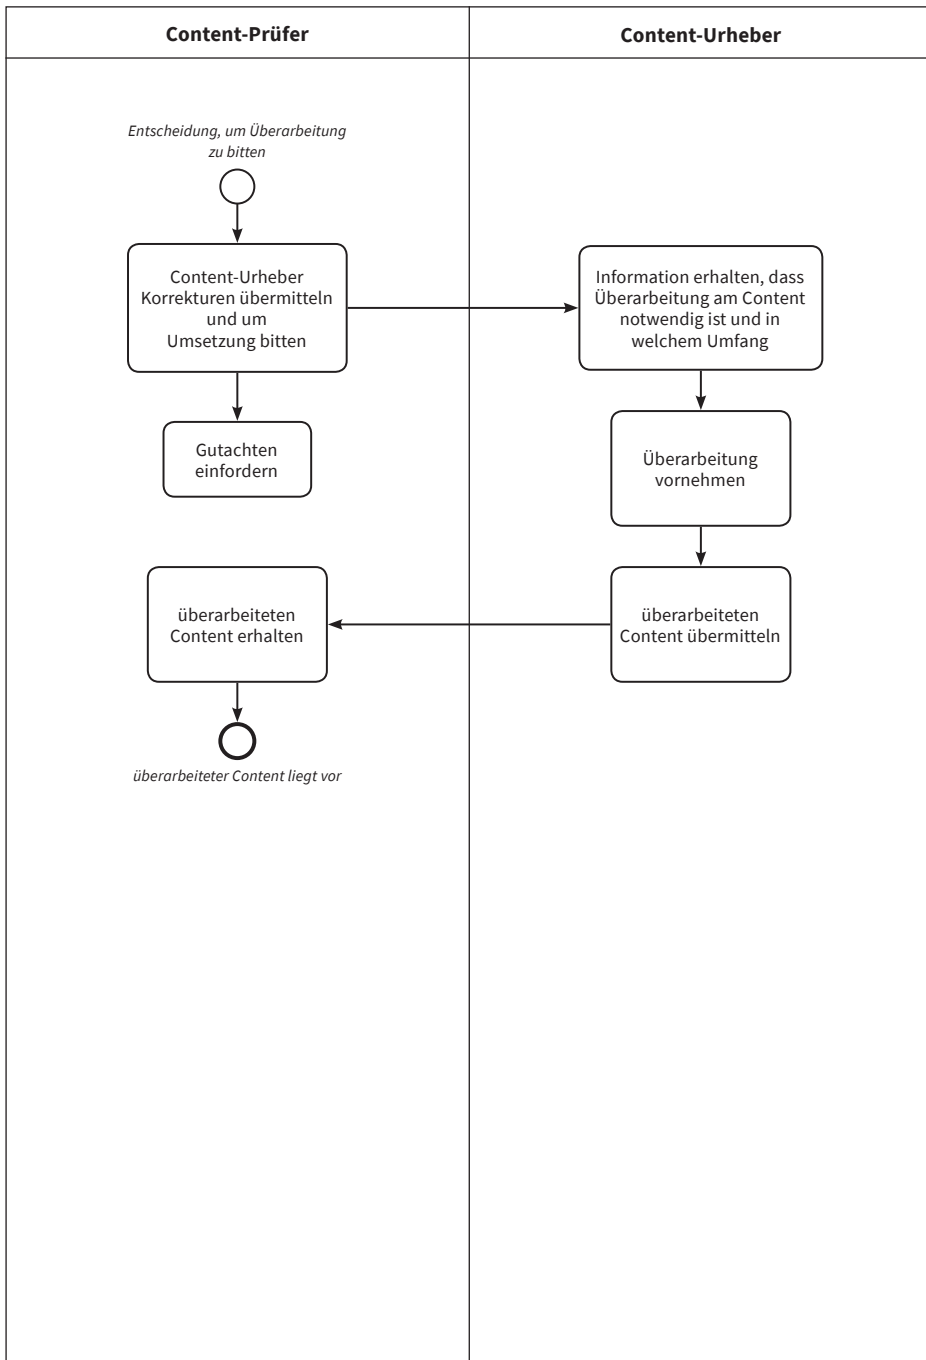 Content-Prüfer
Content-Urheber
Entscheidung, um Überarbeitung
zu bitten
Content-Urheber
Korrekturen übermitteln
und um
Umsetzung bitten
Information erhalten, dass
Überarbeitung am Content
notwendig ist und in
welchem Umfang
Gutachten
einfordern
Überarbeitung
vornehmen
überarbeiteten
Content erhalten
überarbeiteten
Content übermitteln
überarbeiteter Content liegt vor